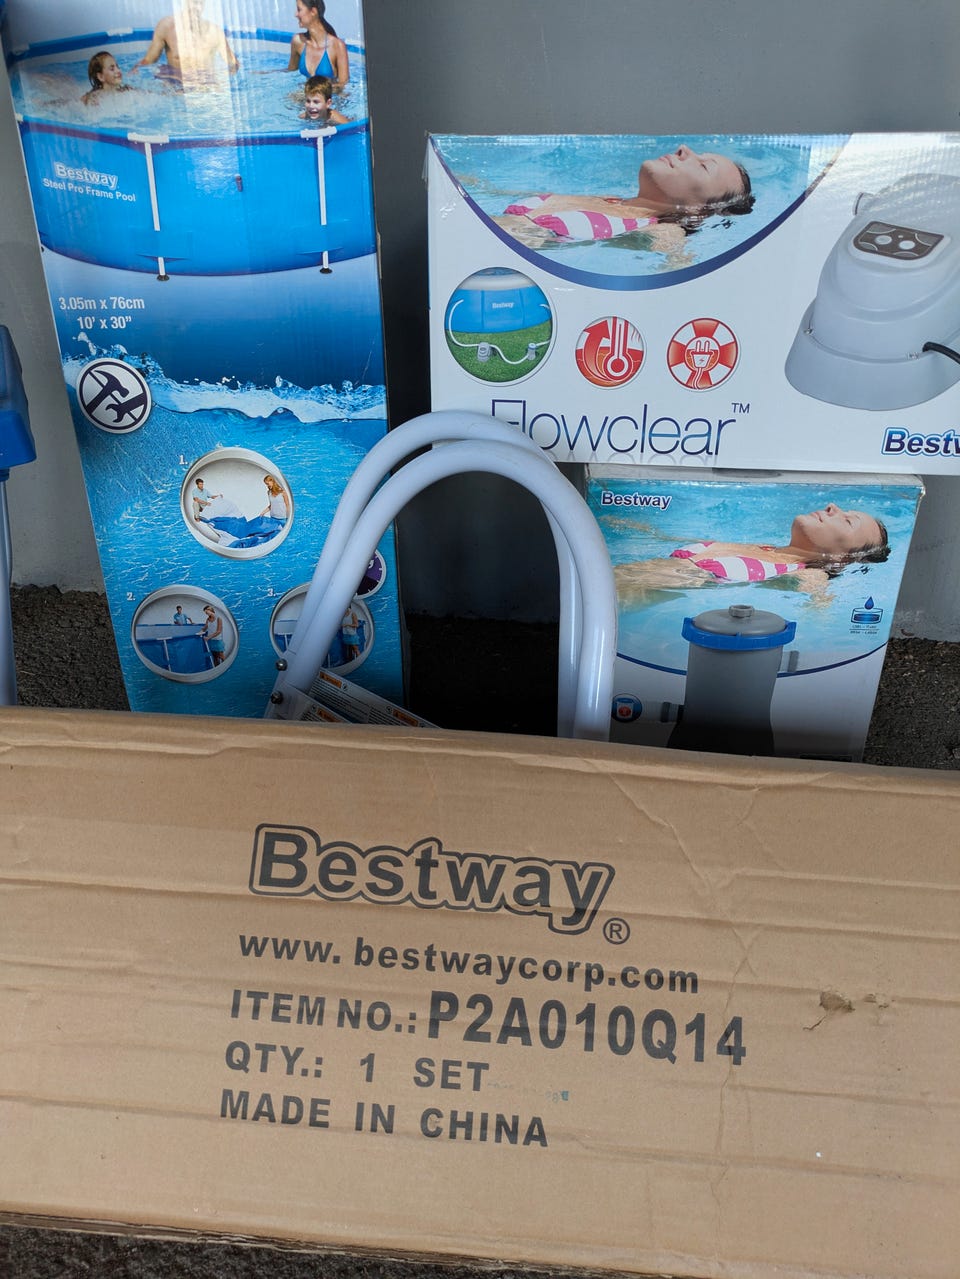 Bestway
Steel Pro Frame Pool
3.05m x 76cm
10' x 30"
1.
2.
3.
Bestway
Flowclear™
Bestw
Bestway
Bestway®
www.bestwaycorp.com
ITEM NO.: P2A010Q14
QTY.: 1 SET
MADE IN CHINA